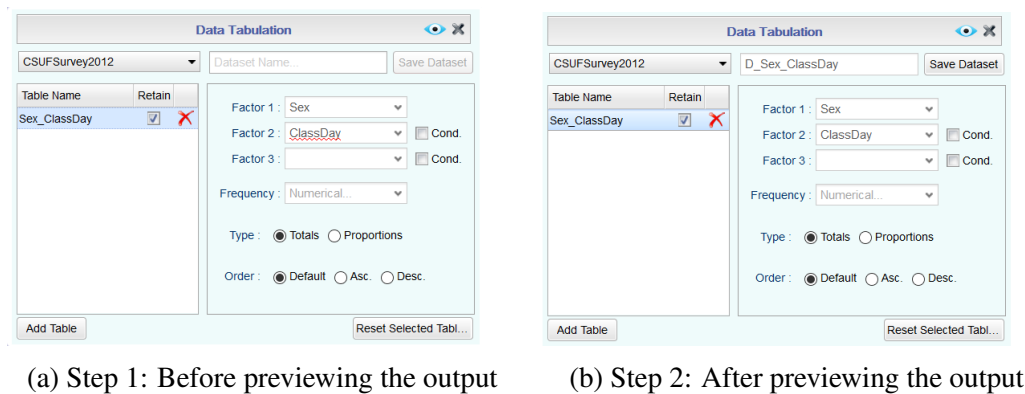 Data Tabulation
CSUFSurvey2012 Dataset Name... Save Dataset
Table Name Retain
Sex_ClassDay
Factor 1 : Sex
Factor 2 : ClassDay Cond.
Factor 3 : Cond.
Frequency : Numerical...
Type : Totals Proportions
Order : Default Asc. Desc.
Add Table Reset Selected Tabl...
(a) Step 1: Before previewing the output
Data Tabulation
CSUFSurvey2012 D_Sex_ClassDay Save Dataset
Table Name Retain
Sex_ClassDay
Factor 1 : Sex
Factor 2 : ClassDay Cond.
Factor 3 : Cond.
Frequency : Numerical...
Type : Totals Proportions
Order : Default Asc. Desc.
Add Table Reset Selected Tabl...
(b) Step 2: After previewing the output